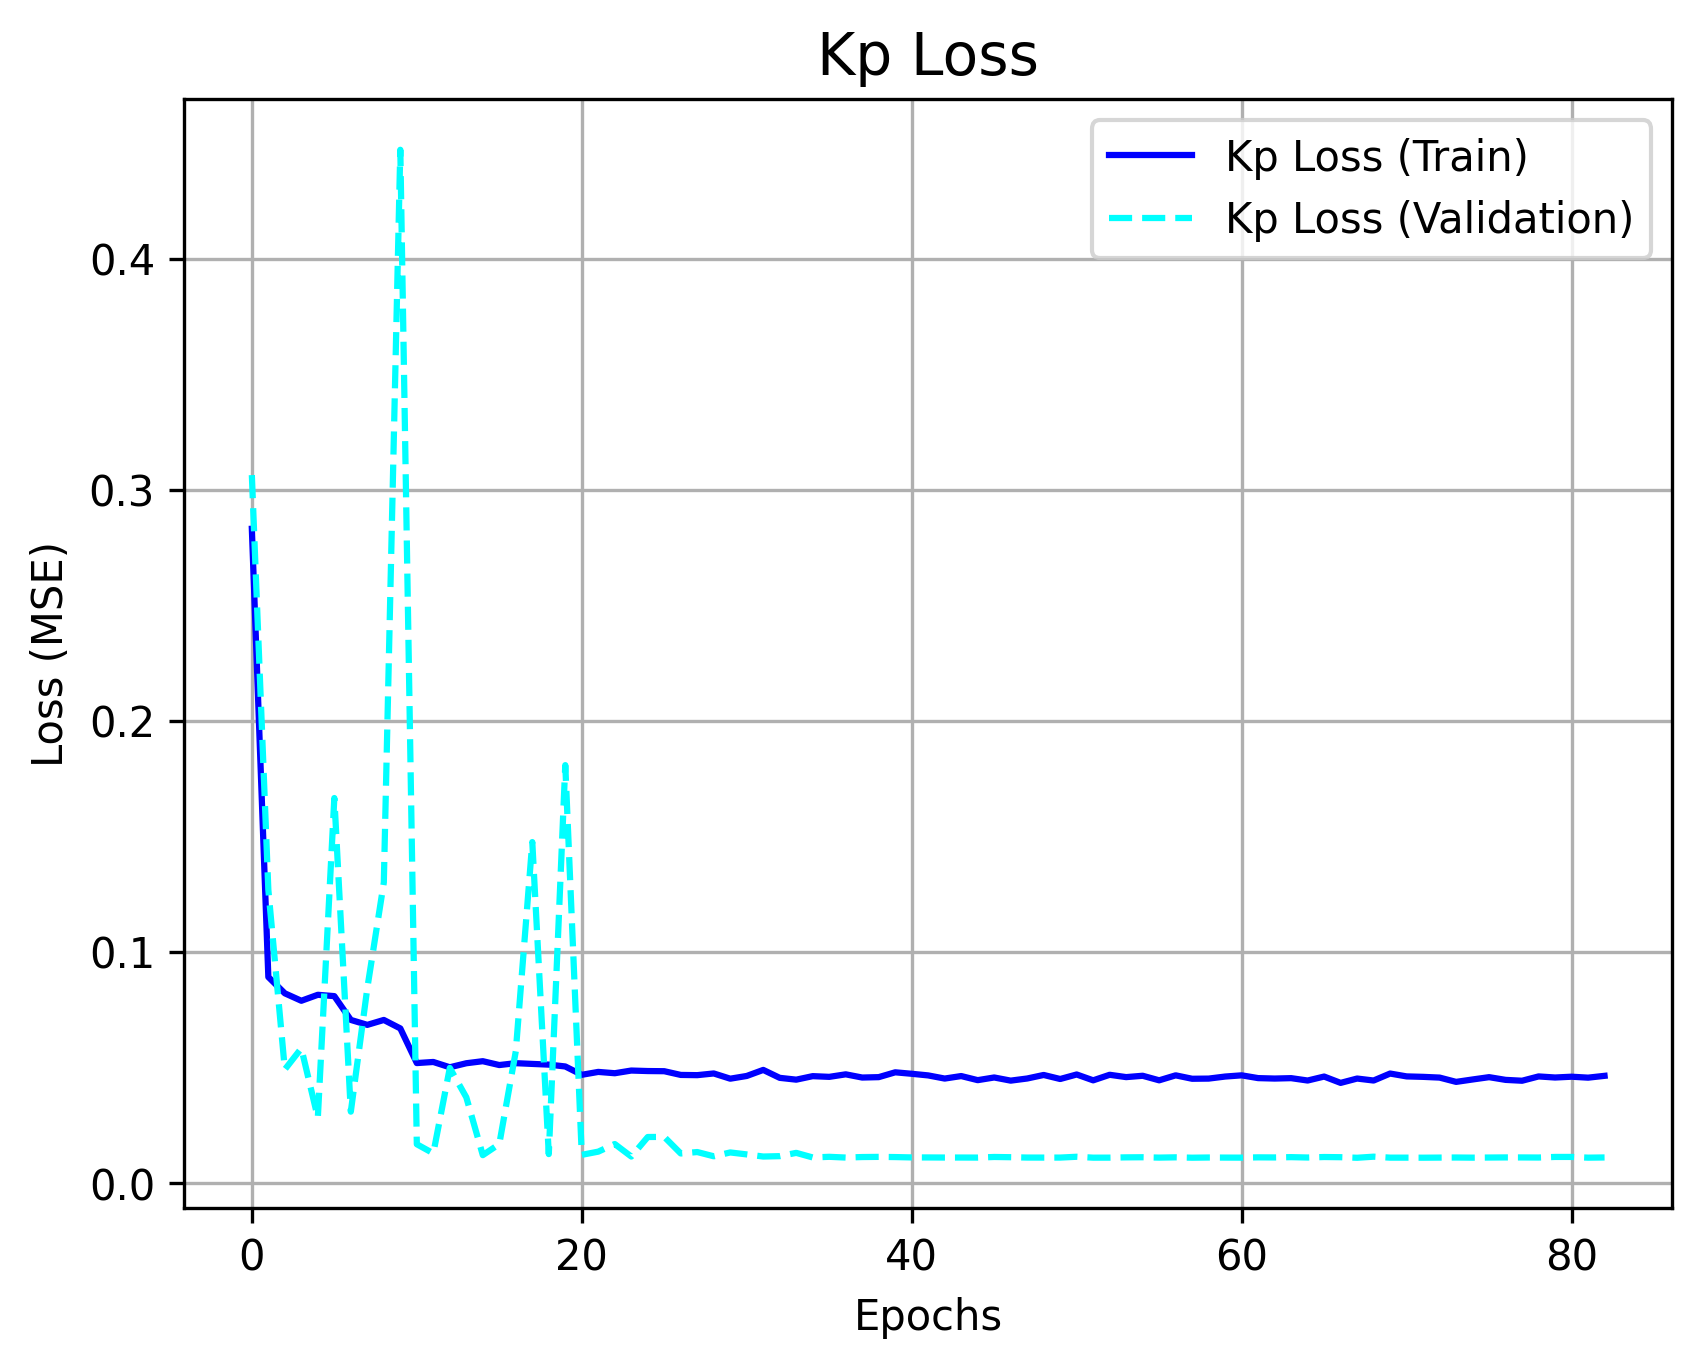 Kp Loss
Kp Loss (Train)
Kp Loss (Validation)
Loss (MSE)
0.4
0.3
0.2
0.1
0.0
0 20 40 60 80
Epochs